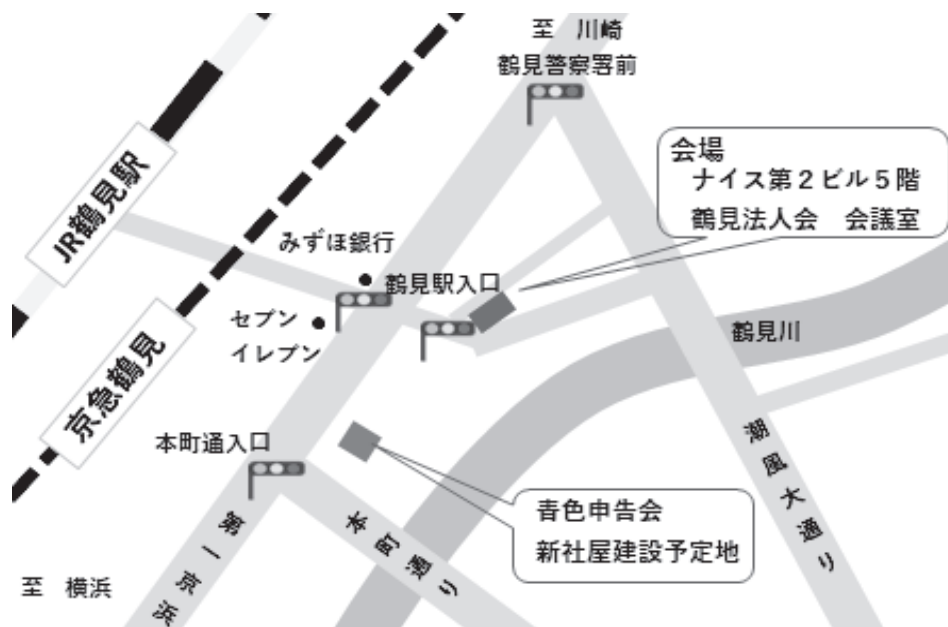 至　川崎
鶴見警察署前
会場
ナイス第２ビル５階
鶴見法人会　会議室
JR鶴見駅
みずほ銀行
鶴見駅入口
セブン
イレブン
鶴見川
京急鶴見
本町通入口
潮風大通り
青色申告会
新社屋建設予定地
本町通り
第一京浜
至　横浜